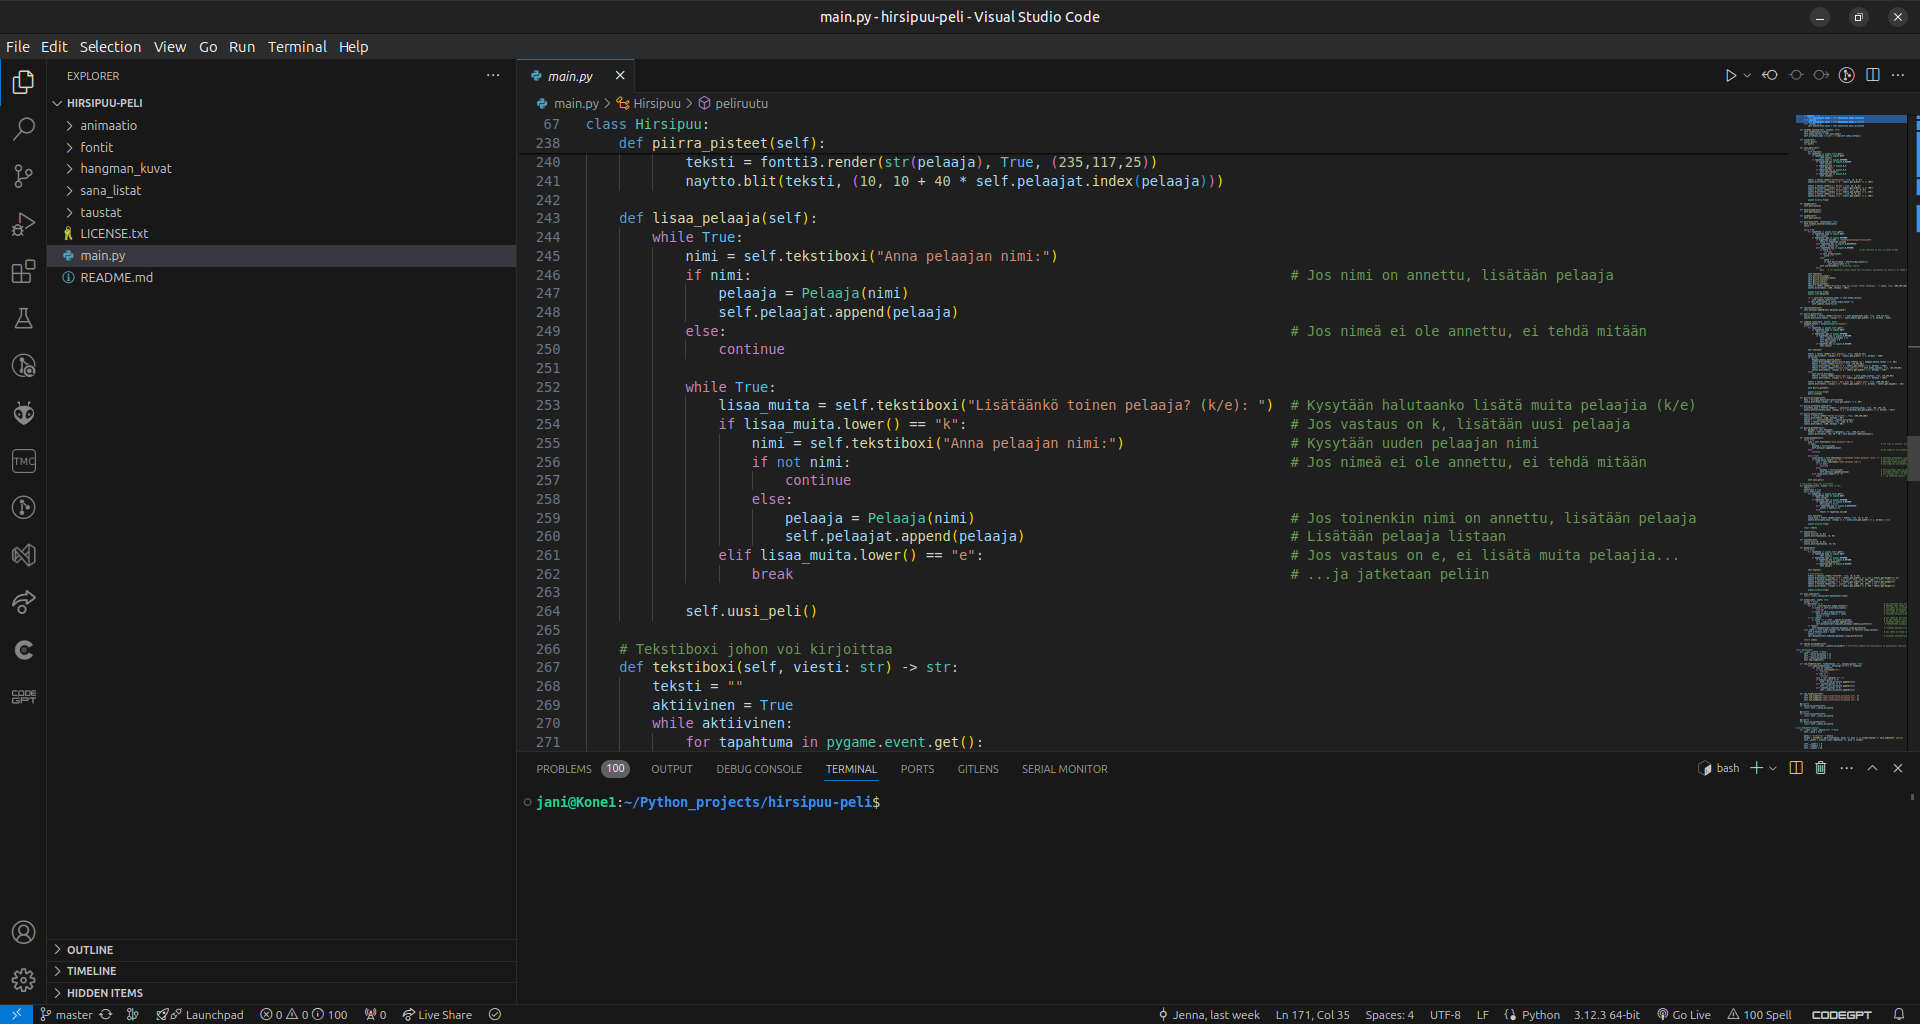 main.py - hirsipuu-peli - Visual Studio Code
File Edit Selection View Go Run Terminal Help
EXPLORER
HIRSIPUU-PELI
animaatio
fontit
hangman_kuvat
sana_listat
taustat
LICENSE.txt
main.py
README.md
OUTLINE
TIMELINE
HIDDEN ITEMS
TMC
CODE GPT
main.py
main.py > Hirsipuu > peliruutu
67 class Hirsipuu:
238 def piirra_pisteet(self):
240 teksti = fontti3.render(str(pelaaja), True, (235,117,25))
241 naytto.blit(teksti, (10, 10 + 40 * self.pelaajat.index(pelaaja)))
242
243 def lisaa_pelaaja(self):
244 while True:
245 nimi = self.tekstiboxi("Anna pelaajan nimi:")
246 if nimi: # Jos nimi on annettu, lisätään pelaaja
247 pelaaja = Pelaaja(nimi)
248 self.pelaajat.append(pelaaja)
249 else: # Jos nimeä ei ole annettu, ei tehdä mitään
250 continue
251
252 while True:
253 lisaa_muita = self.tekstiboxi("Lisätäänkö toinen pelaaja? (k/e): ") # Kysytään halutaanko lisätä muita pelaajia (k/e)
254 if lisaa_muita.lower() == "k": # Jos vastaus on k, lisätään uusi pelaaja
255 nimi = self.tekstiboxi("Anna pelaajan nimi:") # Kysytään uuden pelaajan nimi
256 if not nimi: # Jos nimeä ei ole annettu, ei tehdä mitään
257 continue
258 else:
259 pelaaja = Pelaaja(nimi) # Jos toinenkin nimi on annettu, lisätään pelaaja
260 self.pelaajat.append(pelaaja) # Lisätään pelaaja listaan
261 elif lisaa_muita.lower() == "e": # Jos vastaus on e, ei lisätä muita pelaajia...
262 break # ...ja jatketaan peliin
263
264 self.uusi_peli()
265
266 # Tekstiboxi johon voi kirjoittaa
267 def tekstiboxi(self, viesti: str) -> str:
268 teksti = ""
269 aktiivinen = True
270 while aktiivinen:
271 for tapahtuma in pygame.event.get():
PROBLEMS 100 OUTPUT DEBUG CONSOLE TERMINAL PORTS GITLENS SERIAL MONITOR bash
jani@Kone1:~/Python_projects/hirsipuu-peli$
master Launchpad 0 0 100 0 Live Share Jenna, last week Ln 171, Col 35 Spaces: 4 UTF-8 LF Python 3.12.3 64-bit Go Live 100 Spell CODEGPT